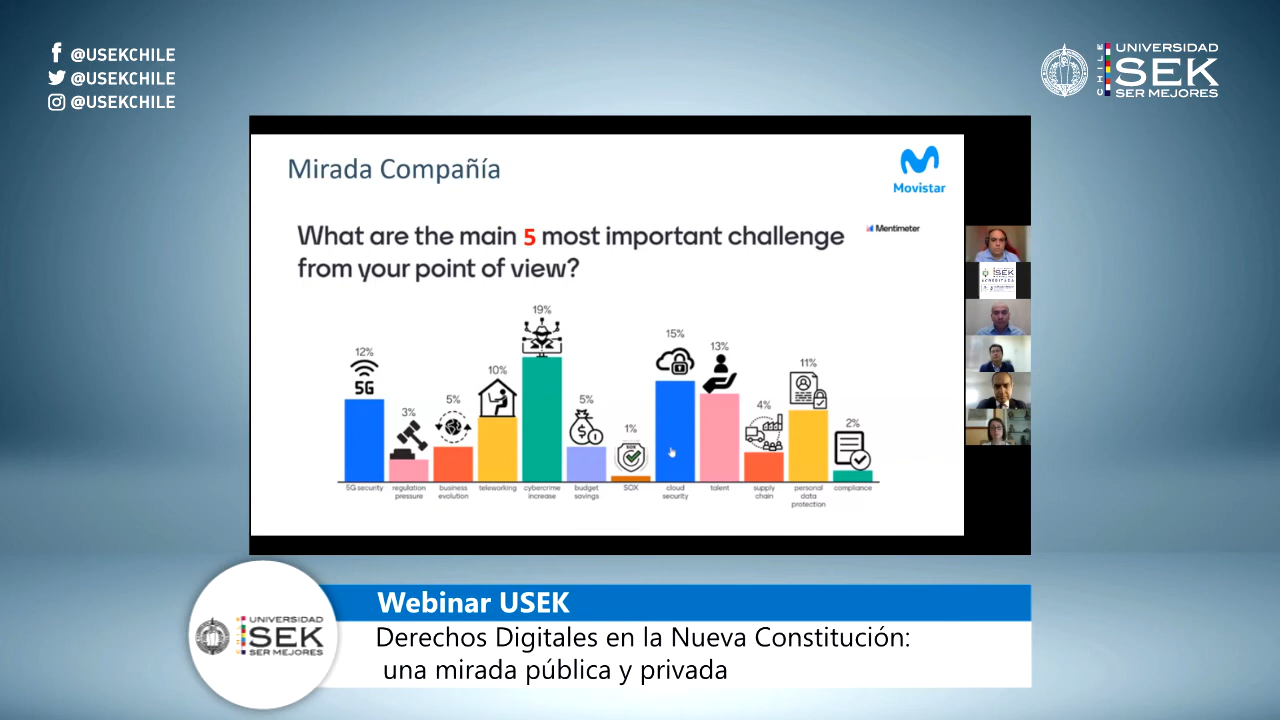 @USEKCHILE
@USEKCHILE
@USEKCHILE
CHILE
UNIVERSIDAD
SEK
SER MEJORES
Mirada Compañía
Movistar
What are the main 5 most important challenge
from your point of view?
Mentimeter
12%
3%
5%
10%
19%
5%
1%
15%
13%
4%
11%
2%
5G
SOX
5G security
regulation
pressure
business
evolution
teleworking
cybercrime
increase
budget
savings
SOX
cloud
security
talent
supply
chain
personal
data
protection
compliance
SEK
UNIVERSIDAD
SEK
SER MEJORES
Webinar USEK
Derechos Digitales en la Nueva Constitución:
una mirada pública y privada